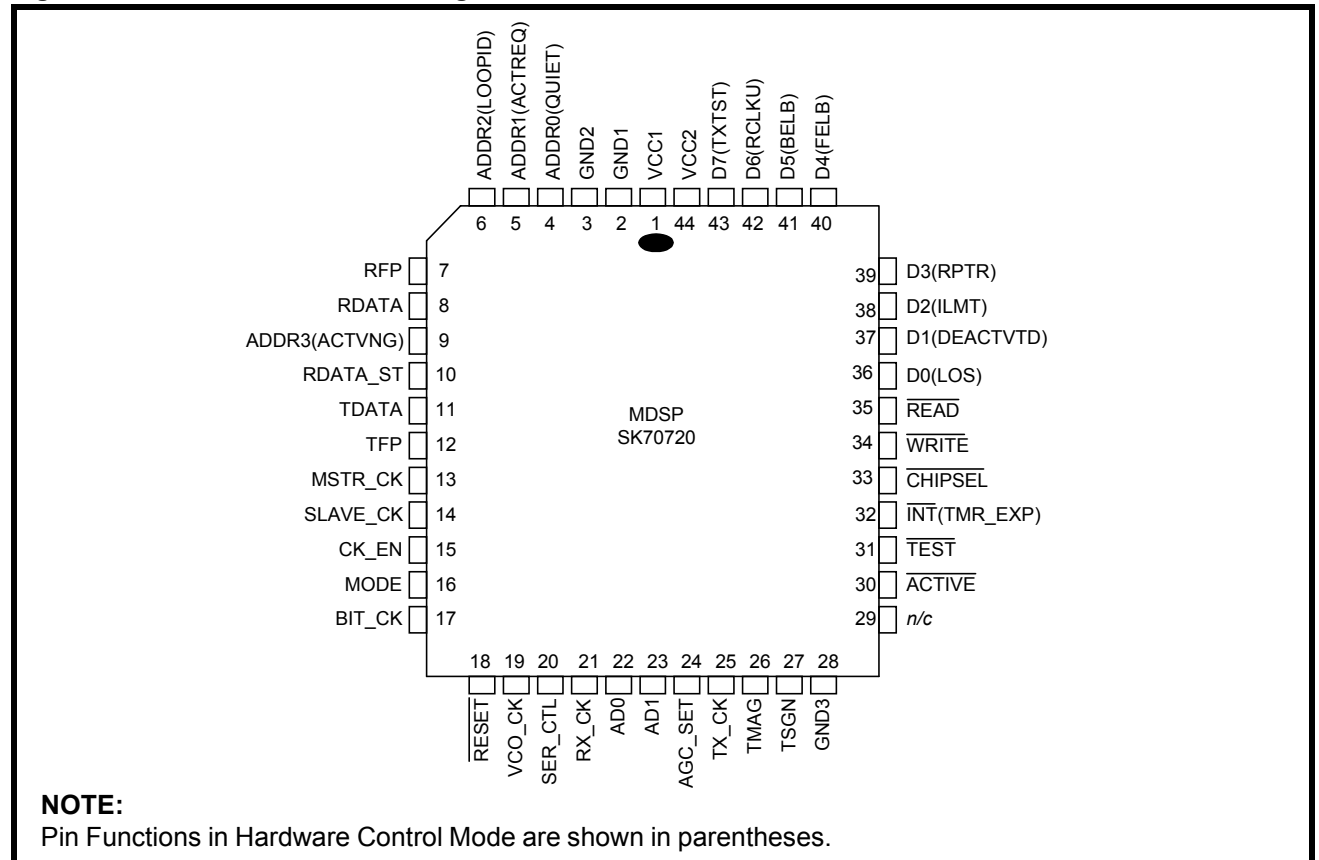 ADDR2(LOOPID)
ADDR1(ACTREQ)
ADDR0(QUIET)
GND2
GND1
VCC1
VCC2
D7(TXTST)
D6(RCLKU)
D5(BELB)
D4(FELB)
6 5 4 3 2 1 44 43 42 41 40
RFP 7
RDATA 8
ADDR3(ACTVNG) 9
RDATA_ST 10
TDATA 11
TFP 12
MSTR_CK 13
SLAVE_CK 14
CK_EN 15
MODE 16
BIT_CK 17
MDSP
SK70720
39 D3(RPTR)
38 D2(ILMT)
37 D1(DEACTVTD)
36 D0(LOS)
35 READ
34 WRITE
33 CHIPSEL
32 INT(TMR_EXP)
31 TEST
30 ACTIVE
29 n/c
18 19 20 21 22 23 24 25 26 27 28
RESET
VCO_CK
SER_CTL
RX_CK
AD0
AD1
AGC_SET
TX_CK
TMAG
TSGN
GND3
NOTE:
Pin Functions in Hardware Control Mode are shown in parentheses.